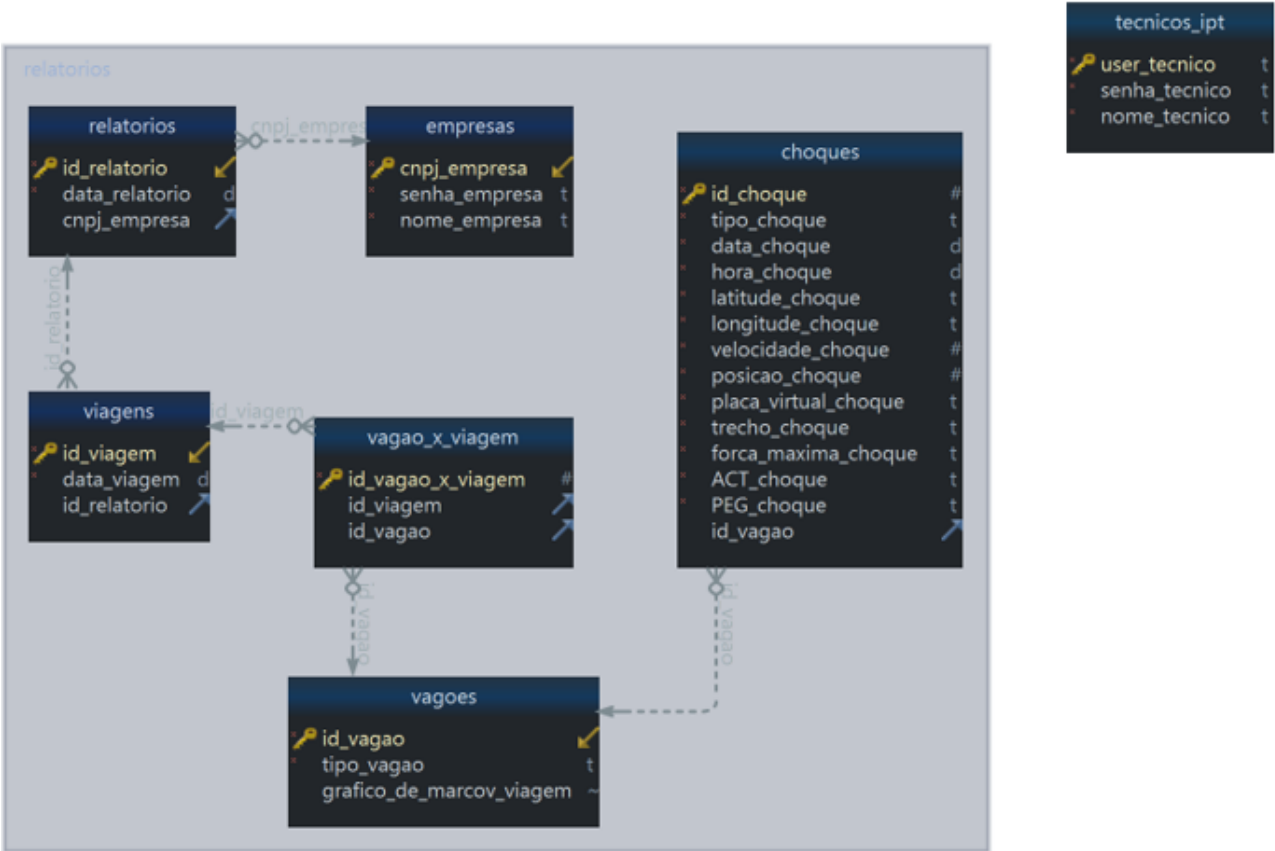 tecnicos_ipt
user_tecnico t
senha_tecnico t
nome_tecnico t
relatorios
relatorios
id_relatorio
data_relatorio d
cnpj_empresa
cnpj_empres
empresas
cnpj_empresa
senha_empresa t
nome_empresa t
choques
id_choque #
tipo_choque t
data_choque d
hora_choque d
latitude_choque t
longitude_choque t
velocidade_choque #
posicao_choque #
placa_virtual_choque t
trecho_choque t
forca_maxima_choque t
ACT_choque t
PEG_choque t
id_vagao
id_relatorio
viagens
id_viagem
data_viagem d
id_relatorio
id_viagem
vagao_x_viagem
id_vagao_x_viagem #
id_viagem
id_vagao
id_vagao
id_vagao
vagoes
id_vagao
tipo_vagao t
grafico_de_marcov_viagem ~